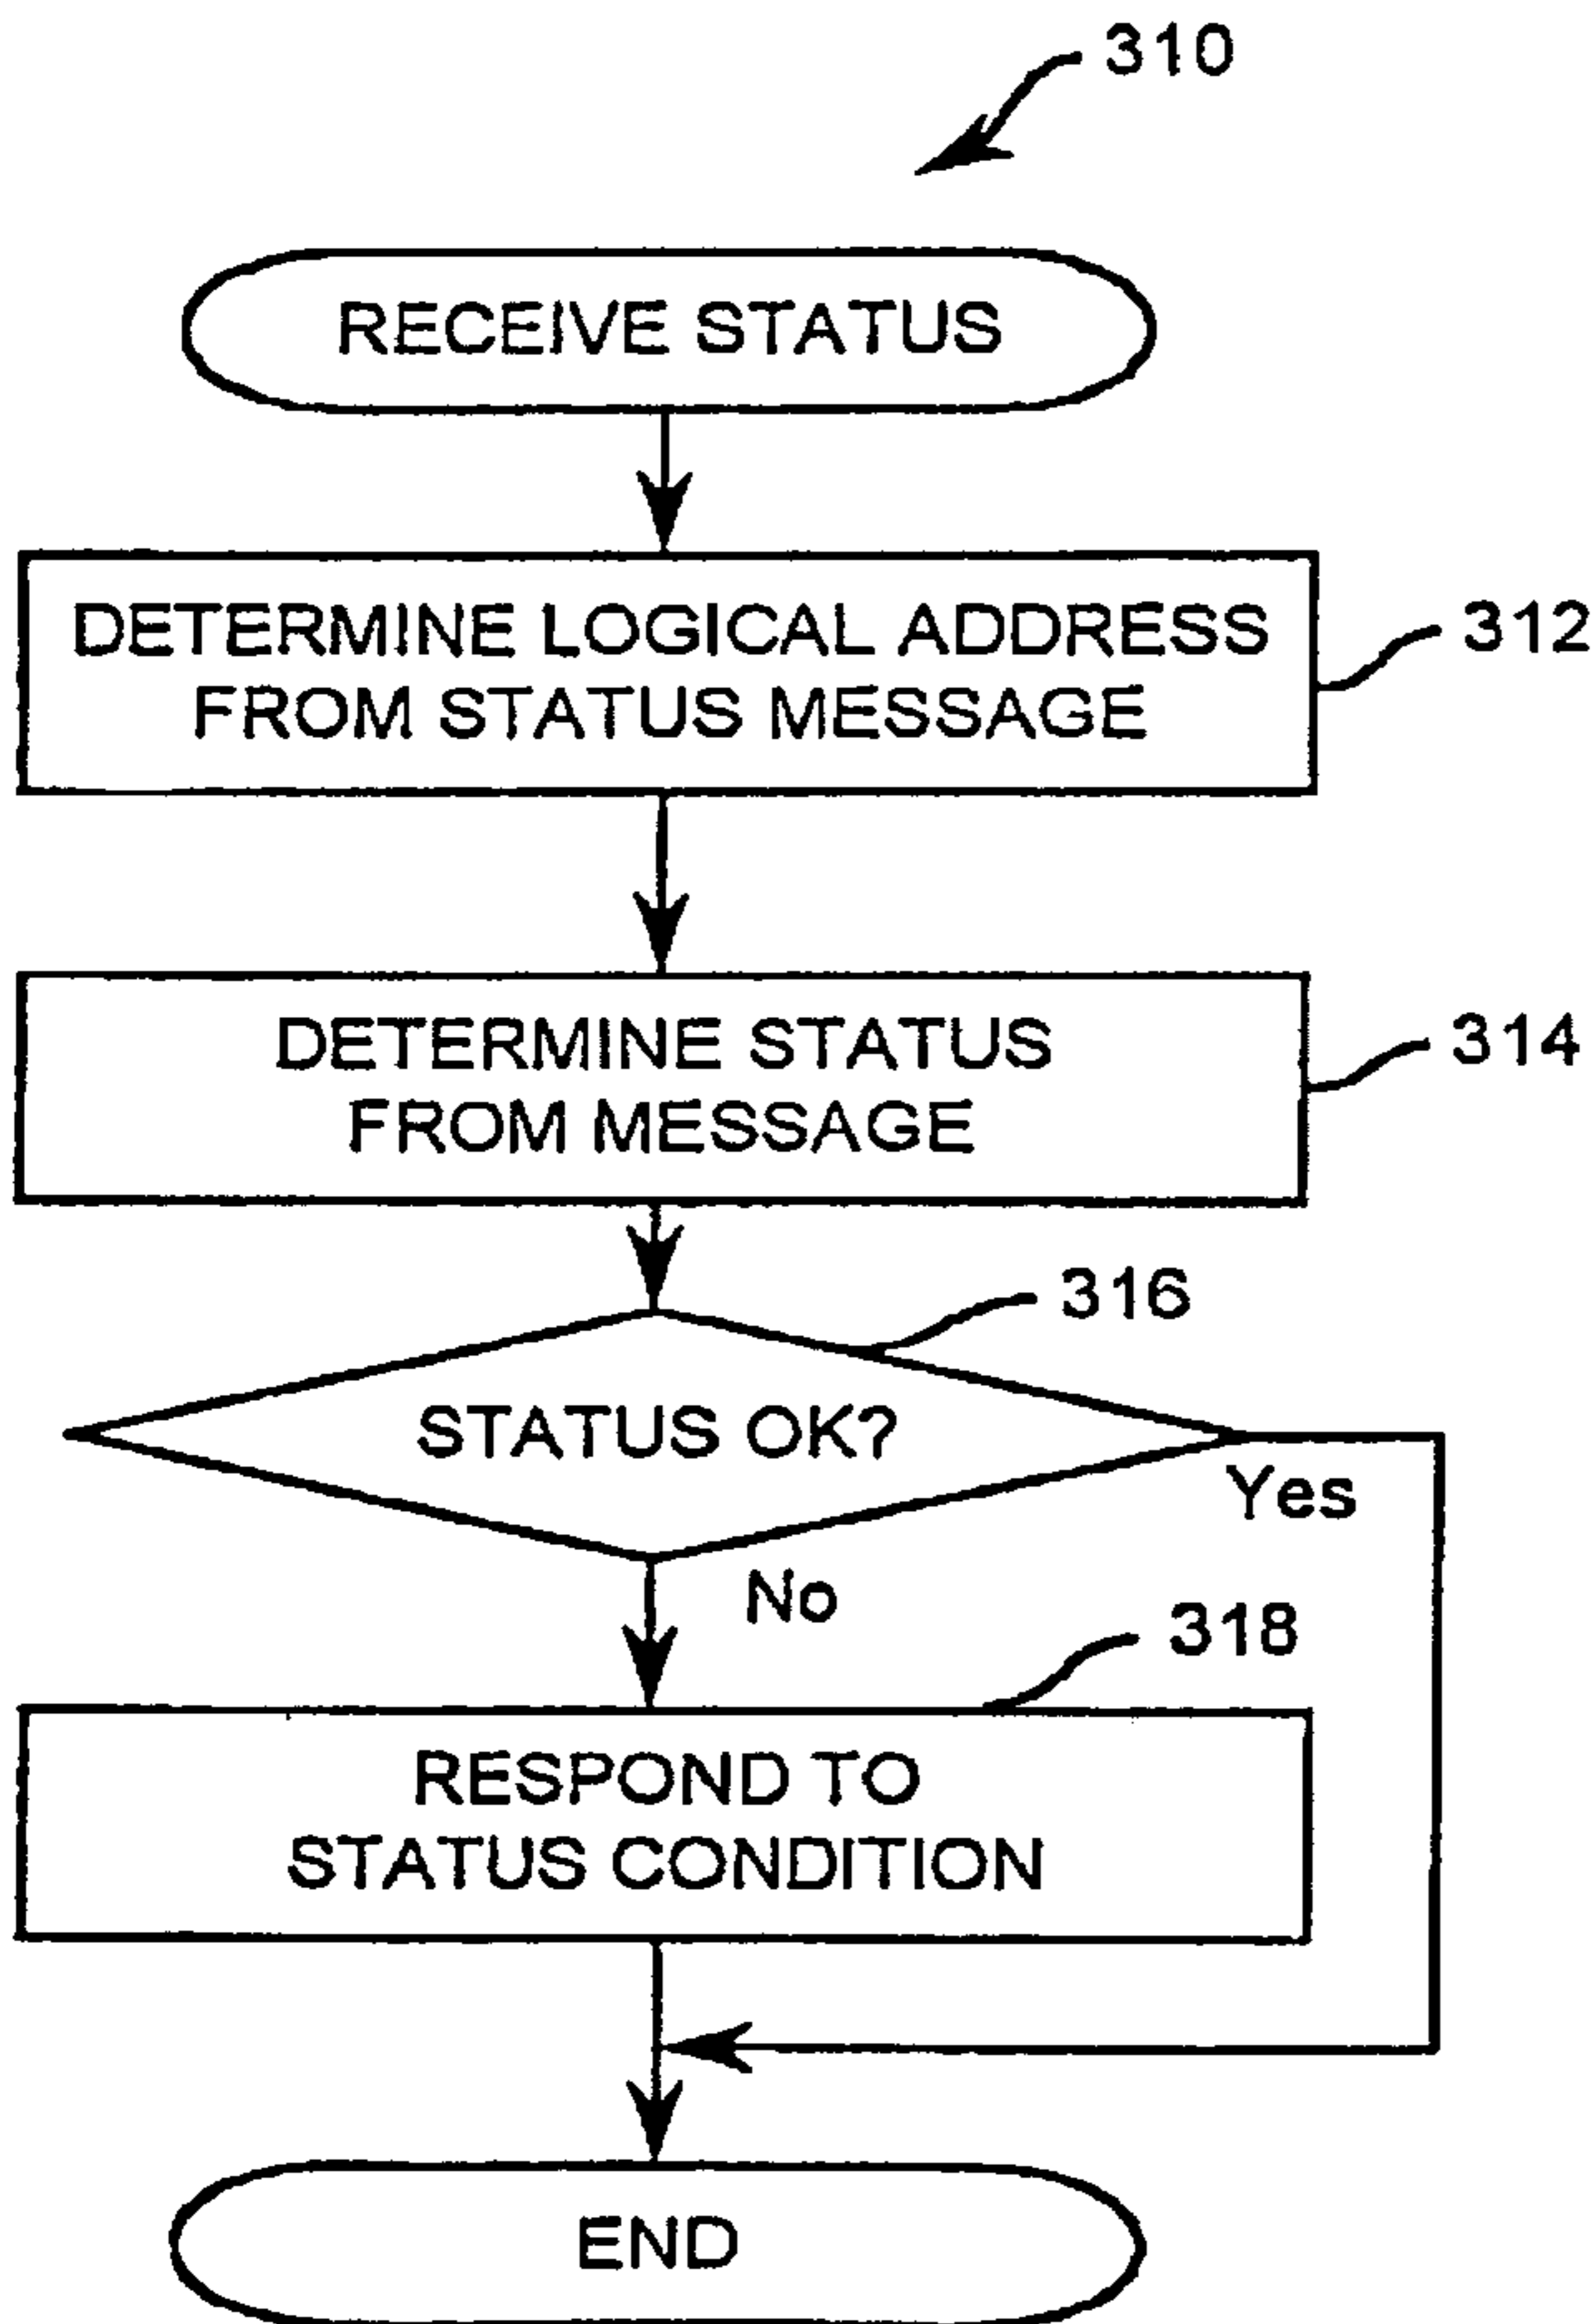 310
RECEIVE STATUS
DETERMINE LOGICAL ADDRESS
FROM STATUS MESSAGE
312
DETERMINE STATUS
FROM MESSAGE
314
316
STATUS OK?
Yes
No
318
RESPOND TO
STATUS CONDITION
END